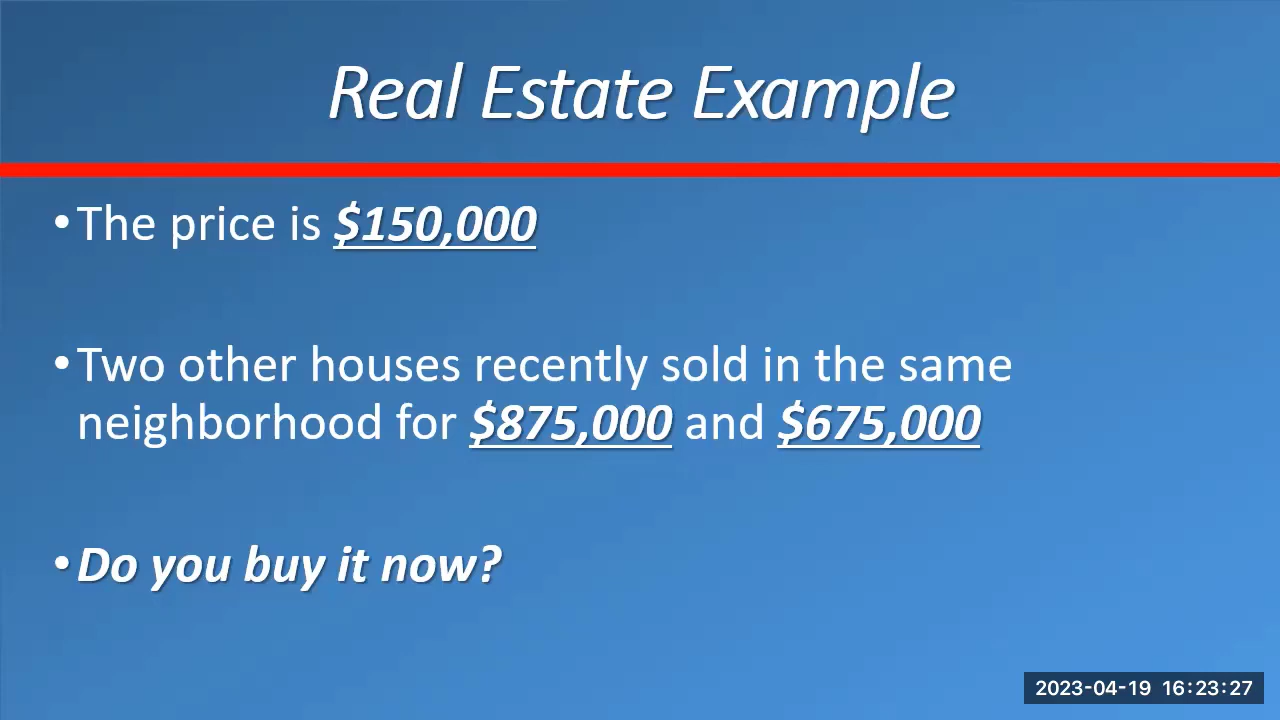 Real Estate Example
•The price is $150,000
•Two other houses recently sold in the same
neighborhood for $875,000 and $675,000
•Do you buy it now?
2023-04-19 16:23:27